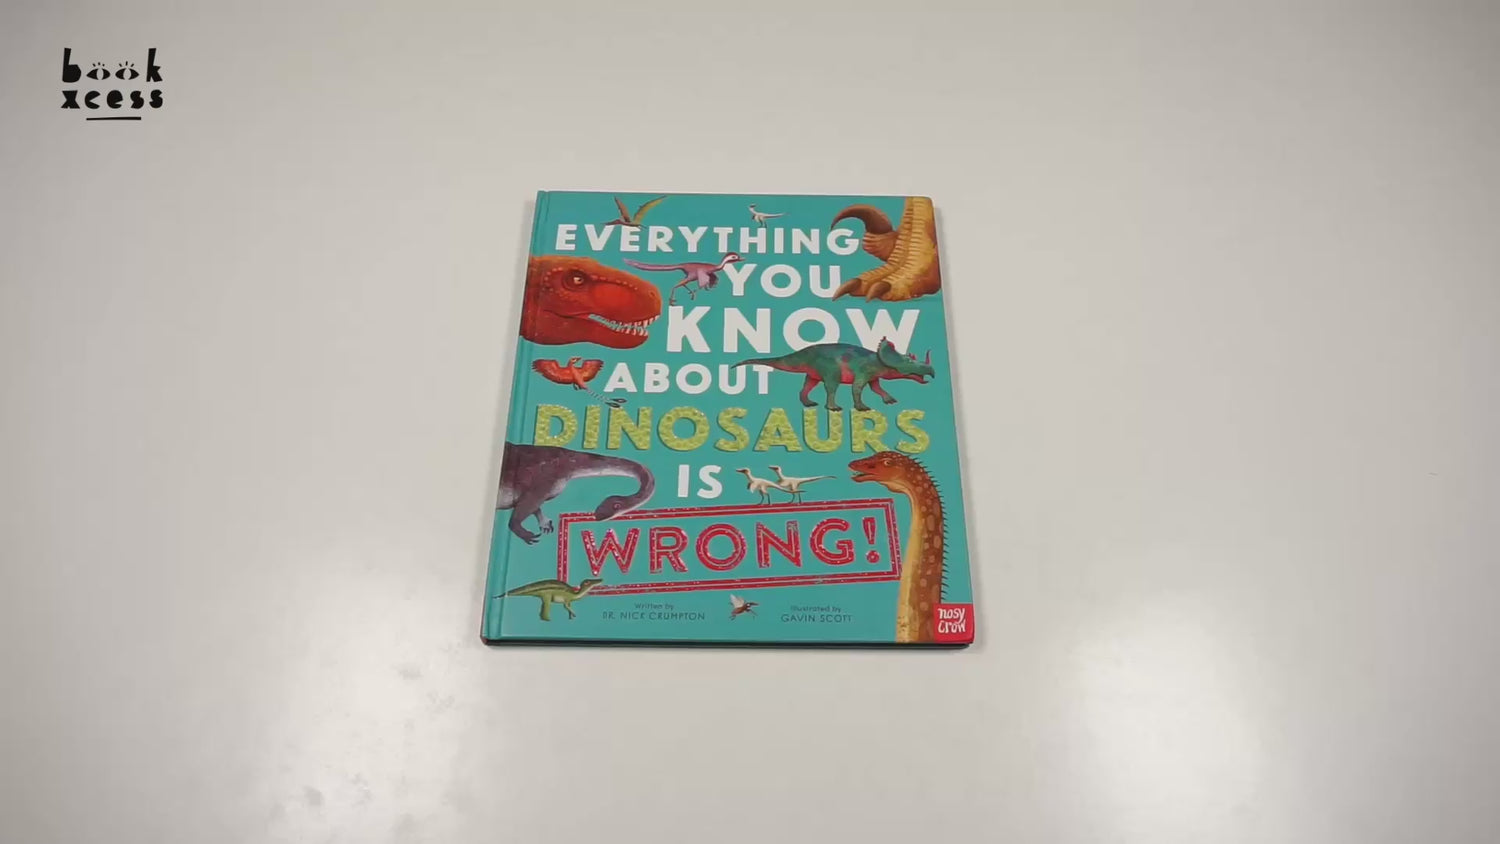 book
xcess
EVERYTHING
YOU
KNOW
ABOUT
DINOSAURS
IS
WRONG!
Written by
DR. NICK CRUMPTON
Illustrated by
GAVIN SCOTT
nosy
crow